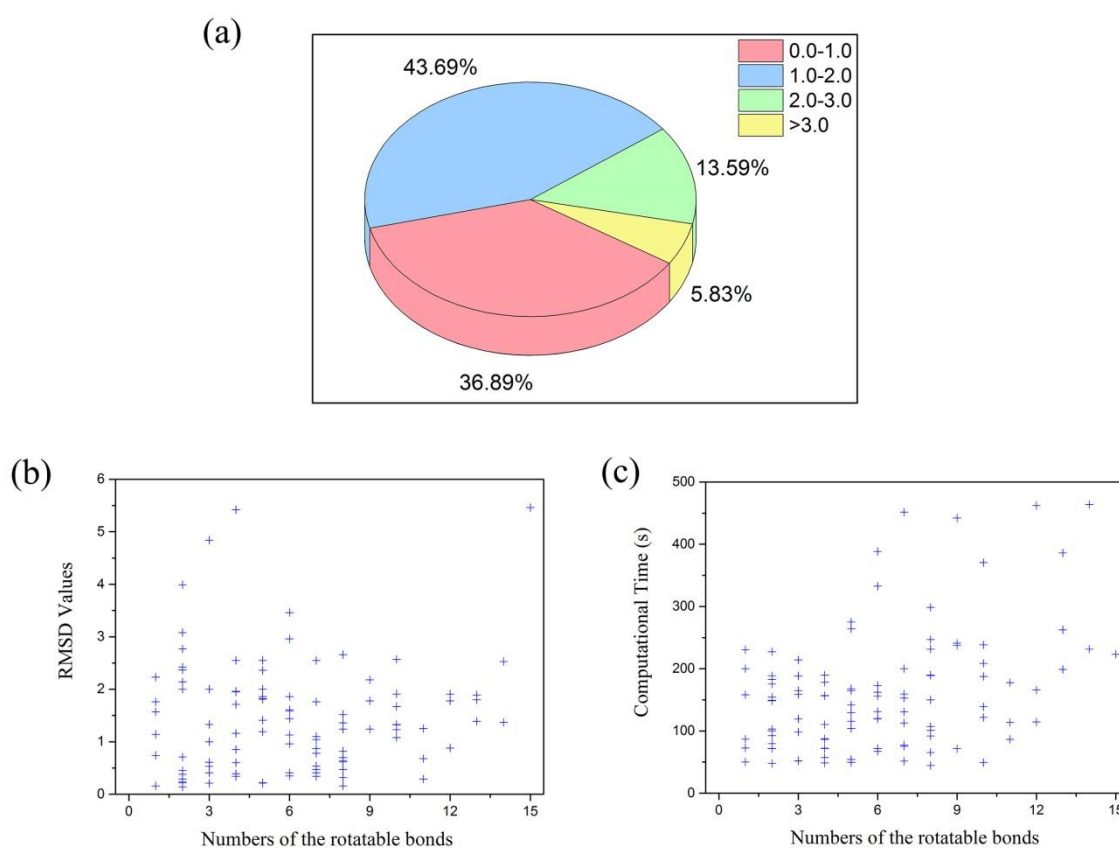 (a)
0.0-1.0
1.0-2.0
2.0-3.0
>3.0
43.69%
13.59%
5.83%
36.89%
(b)
6
5
4
3
2
1
0
RMSD Values
0 3 6 9 12 15
Numbers of the rotatable bonds
(c)
500
400
300
200
100
0
Computational Time (s)
0 3 6 9 12 15
Numbers of the rotatable bonds